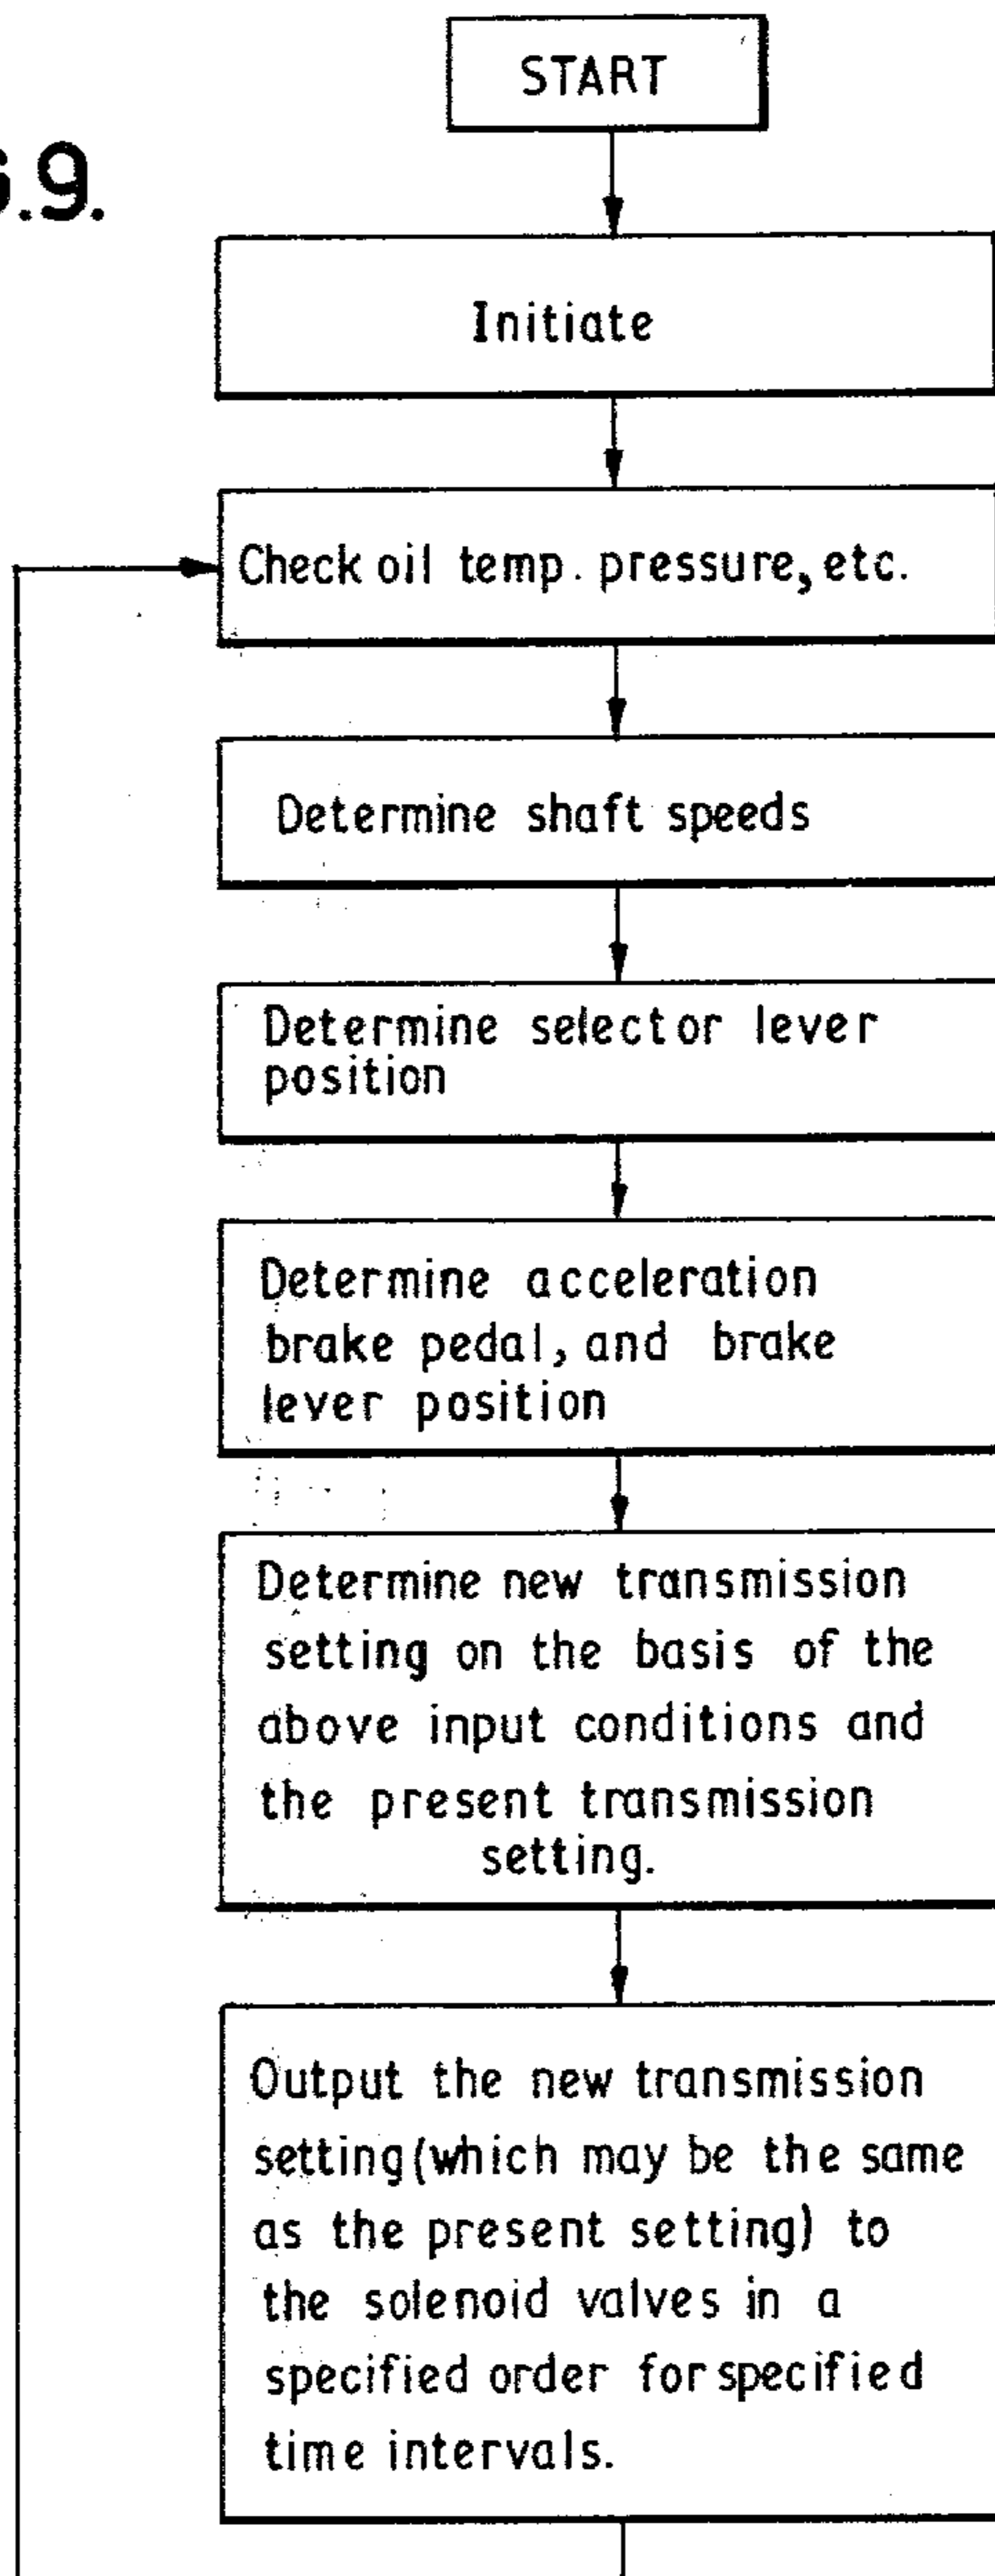 START
.9.
Initiate
Check oil temp. pressure, etc.
Determine shaft speeds
Determine selector lever
position
Determine acceleration
brake pedal, and brake
lever position
Determine new transmission
setting on the basis of the
above input conditions and
the present transmission
setting.
Output the new transmission
setting (which may be the same
as the present setting) to
the solenoid valves in a
specified order for specified
time intervals.